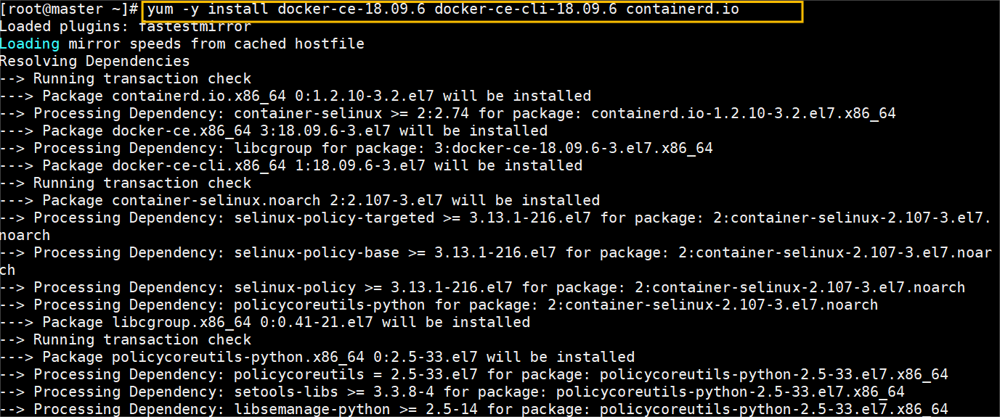 [root@master ~]# yum -y install docker-ce-18.09.6 docker-ce-cli-18.09.6 containerd.io
Loaded plugins: fastestmirror
Loading mirror speeds from cached hostfile
Resolving Dependencies
--> Running transaction check
---> Package containerd.io.x86_64 0:1.2.10-3.2.el7 will be installed
--> Processing Dependency: container-selinux >= 2:2.74 for package: containerd.io-1.2.10-3.2.el7.x86_64
---> Package docker-ce.x86_64 3:18.09.6-3.el7 will be installed
--> Processing Dependency: libcgroup for package: 3:docker-ce-18.09.6-3.el7.x86_64
---> Package docker-ce-cli.x86_64 1:18.09.6-3.el7 will be installed
--> Running transaction check
---> Package container-selinux.noarch 2:2.107-3.el7 will be installed
--> Processing Dependency: selinux-policy-targeted >= 3.13.1-216.el7 for package: 2:container-selinux-2.107-3.el7.
noarch
--> Processing Dependency: selinux-policy-base >= 3.13.1-216.el7 for package: 2:container-selinux-2.107-3.el7.noar
ch
--> Processing Dependency: selinux-policy >= 3.13.1-216.el7 for package: 2:container-selinux-2.107-3.el7.noarch
--> Processing Dependency: policycoreutils-python for package: 2:container-selinux-2.107-3.el7.noarch
---> Package libcgroup.x86_64 0:0.41-21.el7 will be installed
--> Running transaction check
---> Package policycoreutils-python.x86_64 0:2.5-33.el7 will be installed
--> Processing Dependency: policycoreutils = 2.5-33.el7 for package: policycoreutils-python-2.5-33.el7.x86_64
--> Processing Dependency: setools-libs >= 3.3.8-4 for package: policycoreutils-python-2.5-33.el7.x86_64
--> Processing Dependency: libsemanage-python >= 2.5-14 for package: policycoreutils-python-2.5-33.el7.x86_64